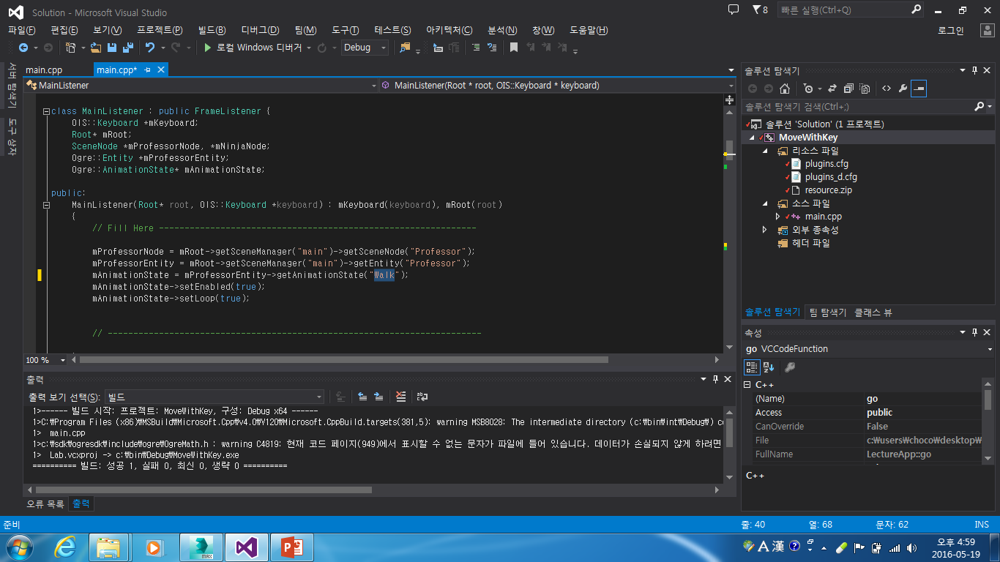 Solution - Microsoft Visual Studio
8
빠른 실행(Ctrl+Q)
파일(F) 편집(E) 보기(V) 프로젝트(P) 빌드(B) 디버그(D) 팀(M) 도구(T) 테스트(S) 아키텍처(C) 분석(N) 창(W) 도움말(H)
로그인
로컬 Windows 디버거
Debug
서버 탐색기
도구 상자
main.cpp
main.cpp*
MainListener
MainListener(Root * root, OIS::Keyboard * keyboard)
class MainListener : public FrameListener {
OIS::Keyboard *mKeyboard;
Root* mRoot;
SceneNode *mProfessorNode, *mNinjaNode;
Ogre::Entity *mProfessorEntity;
Ogre::AnimationState* mAnimationState;
public:
MainListener(Root* root, OIS::Keyboard *keyboard) : mKeyboard(keyboard), mRoot(root)
{
// Fill Here --------------------------------------------------------------
mProfessorNode = mRoot->getSceneManager("main")->getSceneNode("Professor");
mProfessorEntity = mRoot->getSceneManager("main")->getEntity("Professor");
mAnimationState = mProfessorEntity->getAnimationState("Walk");
mAnimationState->setEnabled(true);
mAnimationState->setLoop(true);
// -------------------------------------------------------------------------
100 %
출력
출력 보기 선택(S): 빌드
1>------ 빌드 시작: 프로젝트: MoveWithKey, 구성: Debug x64 ------
1>C:₩Program Files (x86)₩MSBuild₩Microsoft.Cpp₩v4.0₩V120₩Microsoft.CppBuild.targets(381,5): warning MSB8028: The intermediate directory (c:₩bin₩int₩Debug₩) co
1>  main.cpp
1>c:₩sdk₩ogresdk₩include₩ogre₩OgreMath.h : warning C4819: 현재 코드 페이지(949)에서 표시할 수 없는 문자가 파일에 들어 있습니다. 데이터가 손실되지 않게 하려면
1>  Lab.vcxproj -> c:₩bin₩Debug₩MoveWithKey.exe
========== 빌드: 성공 1, 실패 0, 최신 0, 생략 0 ==========
오류 목록 출력
솔루션 탐색기
솔루션 탐색기 검색(Ctrl+;)
솔루션 'Solution' (1 프로젝트)
MoveWithKey
리소스 파일
plugins.cfg
plugins_d.cfg
resource.zip
소스 파일
main.cpp
외부 종속성
헤더 파일
솔루션 탐색기 팀 탐색기 클래스 뷰
속성
go VCCodeFunction
C++
(Name) go
Access public
CanOverride False
File c:₩users₩choco₩desktop₩
FullName LectureApp::go
C++
준비
줄: 40 열: 68 문자: 62 INS
MAX
A 漢
오후 4:59
2016-05-19